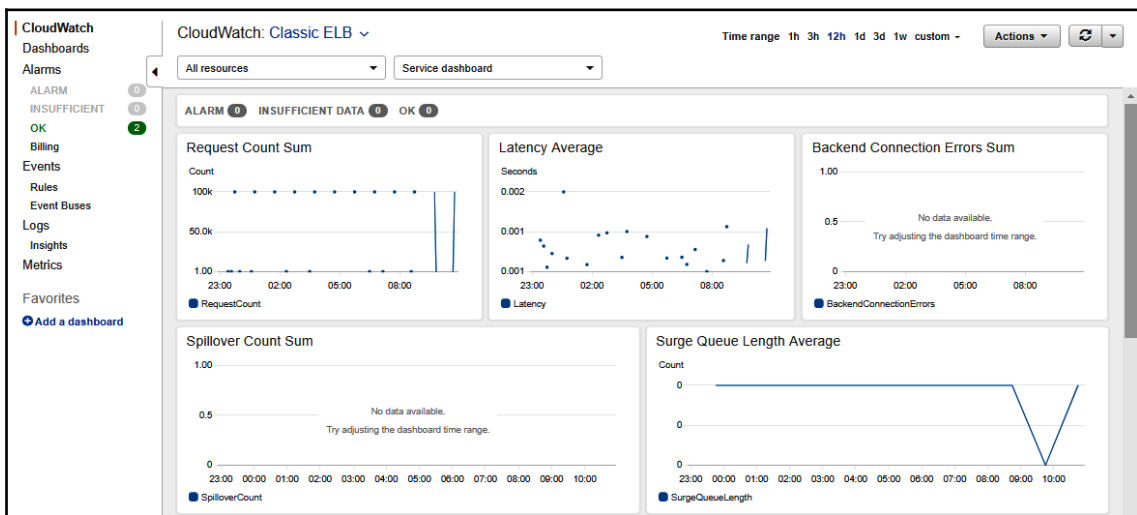 CloudWatch
Dashboards
Alarms
ALARM 0
INSUFFICIENT 0
OK 2
Billing
Events
Rules
Event Buses
Logs
Insights
Metrics
Favorites
Add a dashboard
CloudWatch: Classic ELB
Time range 1h 3h 12h 1d 3d 1w custom
Actions
All resources
Service dashboard
ALARM 0 INSUFFICIENT DATA 0 OK 0
Request Count Sum
Count
100k
50.0k
1.00
23:00 02:00 05:00 08:00
RequestCount
Latency Average
Seconds
0.002
0.001
0.001
23:00 02:00 05:00 08:00
Latency
Backend Connection Errors Sum
1.00
0.5
0
No data available.
Try adjusting the dashboard time range.
23:00 02:00 05:00 08:00
BackendConnectionErrors
Spillover Count Sum
1.00
0.5
0
No data available.
Try adjusting the dashboard time range.
23:00 00:00 01:00 02:00 03:00 04:00 05:00 06:00 07:00 08:00 09:00 10:00
SpilloverCount
Surge Queue Length Average
Count
0
0
0
23:00 00:00 01:00 02:00 03:00 04:00 05:00 06:00 07:00 08:00 09:00 10:00
SurgeQueueLength